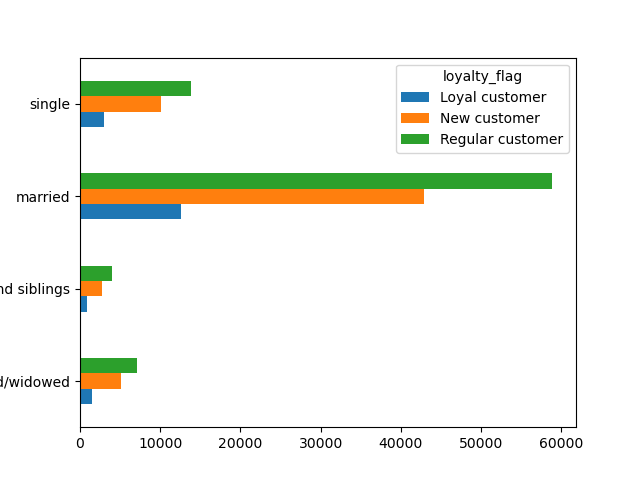 loyalty_flag
Loyal customer
New customer
Regular customer
single
married
nd siblings
d/widowed
0 10000 20000 30000 40000 50000 60000